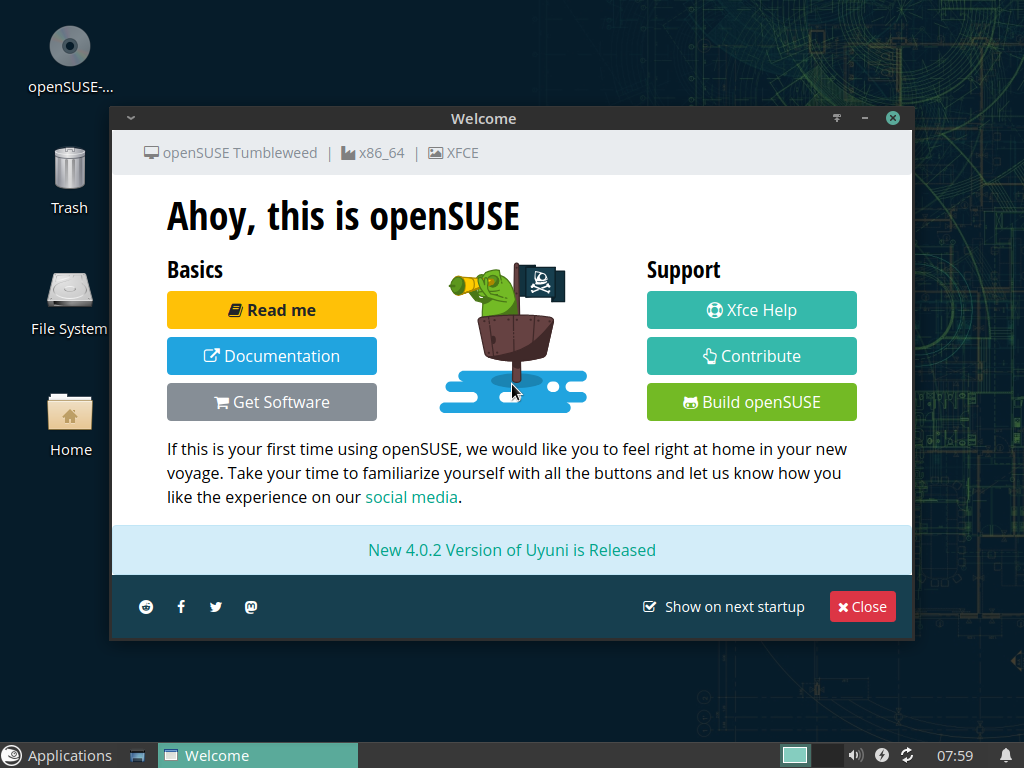 openSUSE-...
Trash
File System
Home
Welcome
openSUSE Tumbleweed | x86_64 | XFCE
Ahoy, this is openSUSE
Basics
Read me
Documentation
Get Software
Support
Xfce Help
Contribute
Build openSUSE
If this is your first time using openSUSE, we would like you to feel right at home in your new
voyage. Take your time to familiarize yourself with all the buttons and let us know how you
like the experience on our social media.
New 4.0.2 Version of Uyuni is Released
Show on next startup
Close
Applications
Welcome
07:59